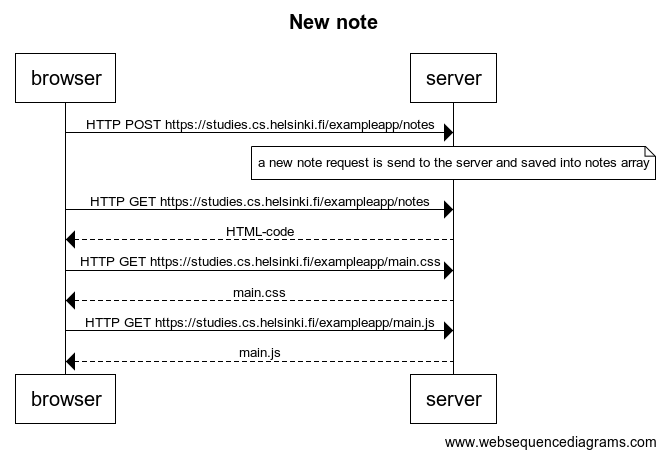 New note
browser server
HTTP POST https://studies.cs.helsinki.fi/exampleapp/notes
a new note request is send to the server and saved into notes array
HTTP GET https://studies.cs.helsinki.fi/exampleapp/notes
HTML-code
HTTP GET https://studies.cs.helsinki.fi/exampleapp/main.css
main.css
HTTP GET https://studies.cs.helsinki.fi/exampleapp/main.js
main.js
browser server
www.websequencediagrams.com